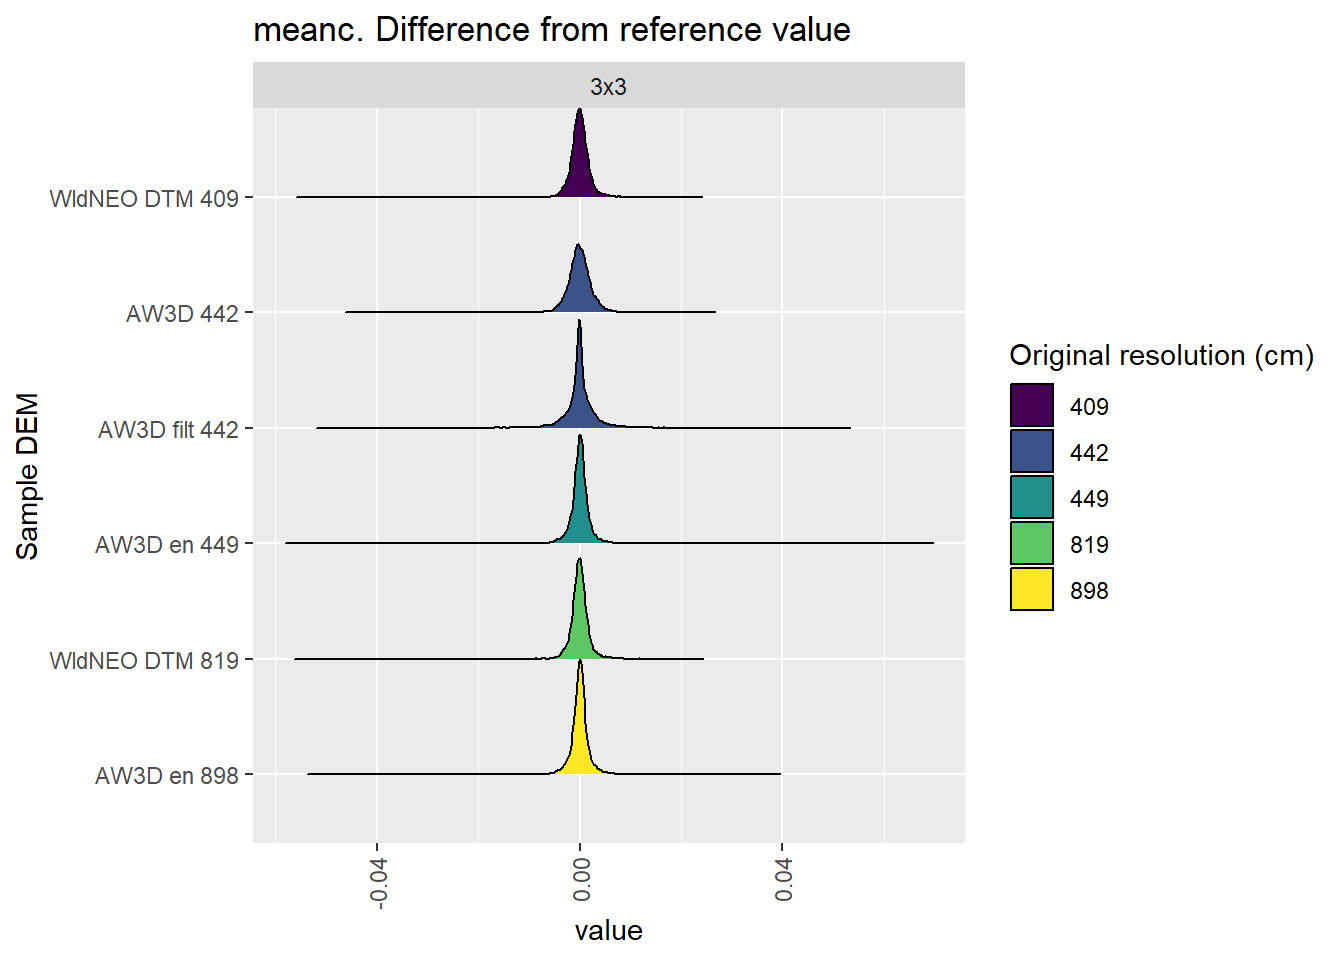 meanc. Difference from reference value
3x3
WldNEO DTM 409
AW3D 442
AW3D filt 442
AW3D en 449
WldNEO DTM 819
AW3D en 898
Sample DEM
-0.04
0.00
0.04
value
Original resolution (cm)
409
442
449
819
898